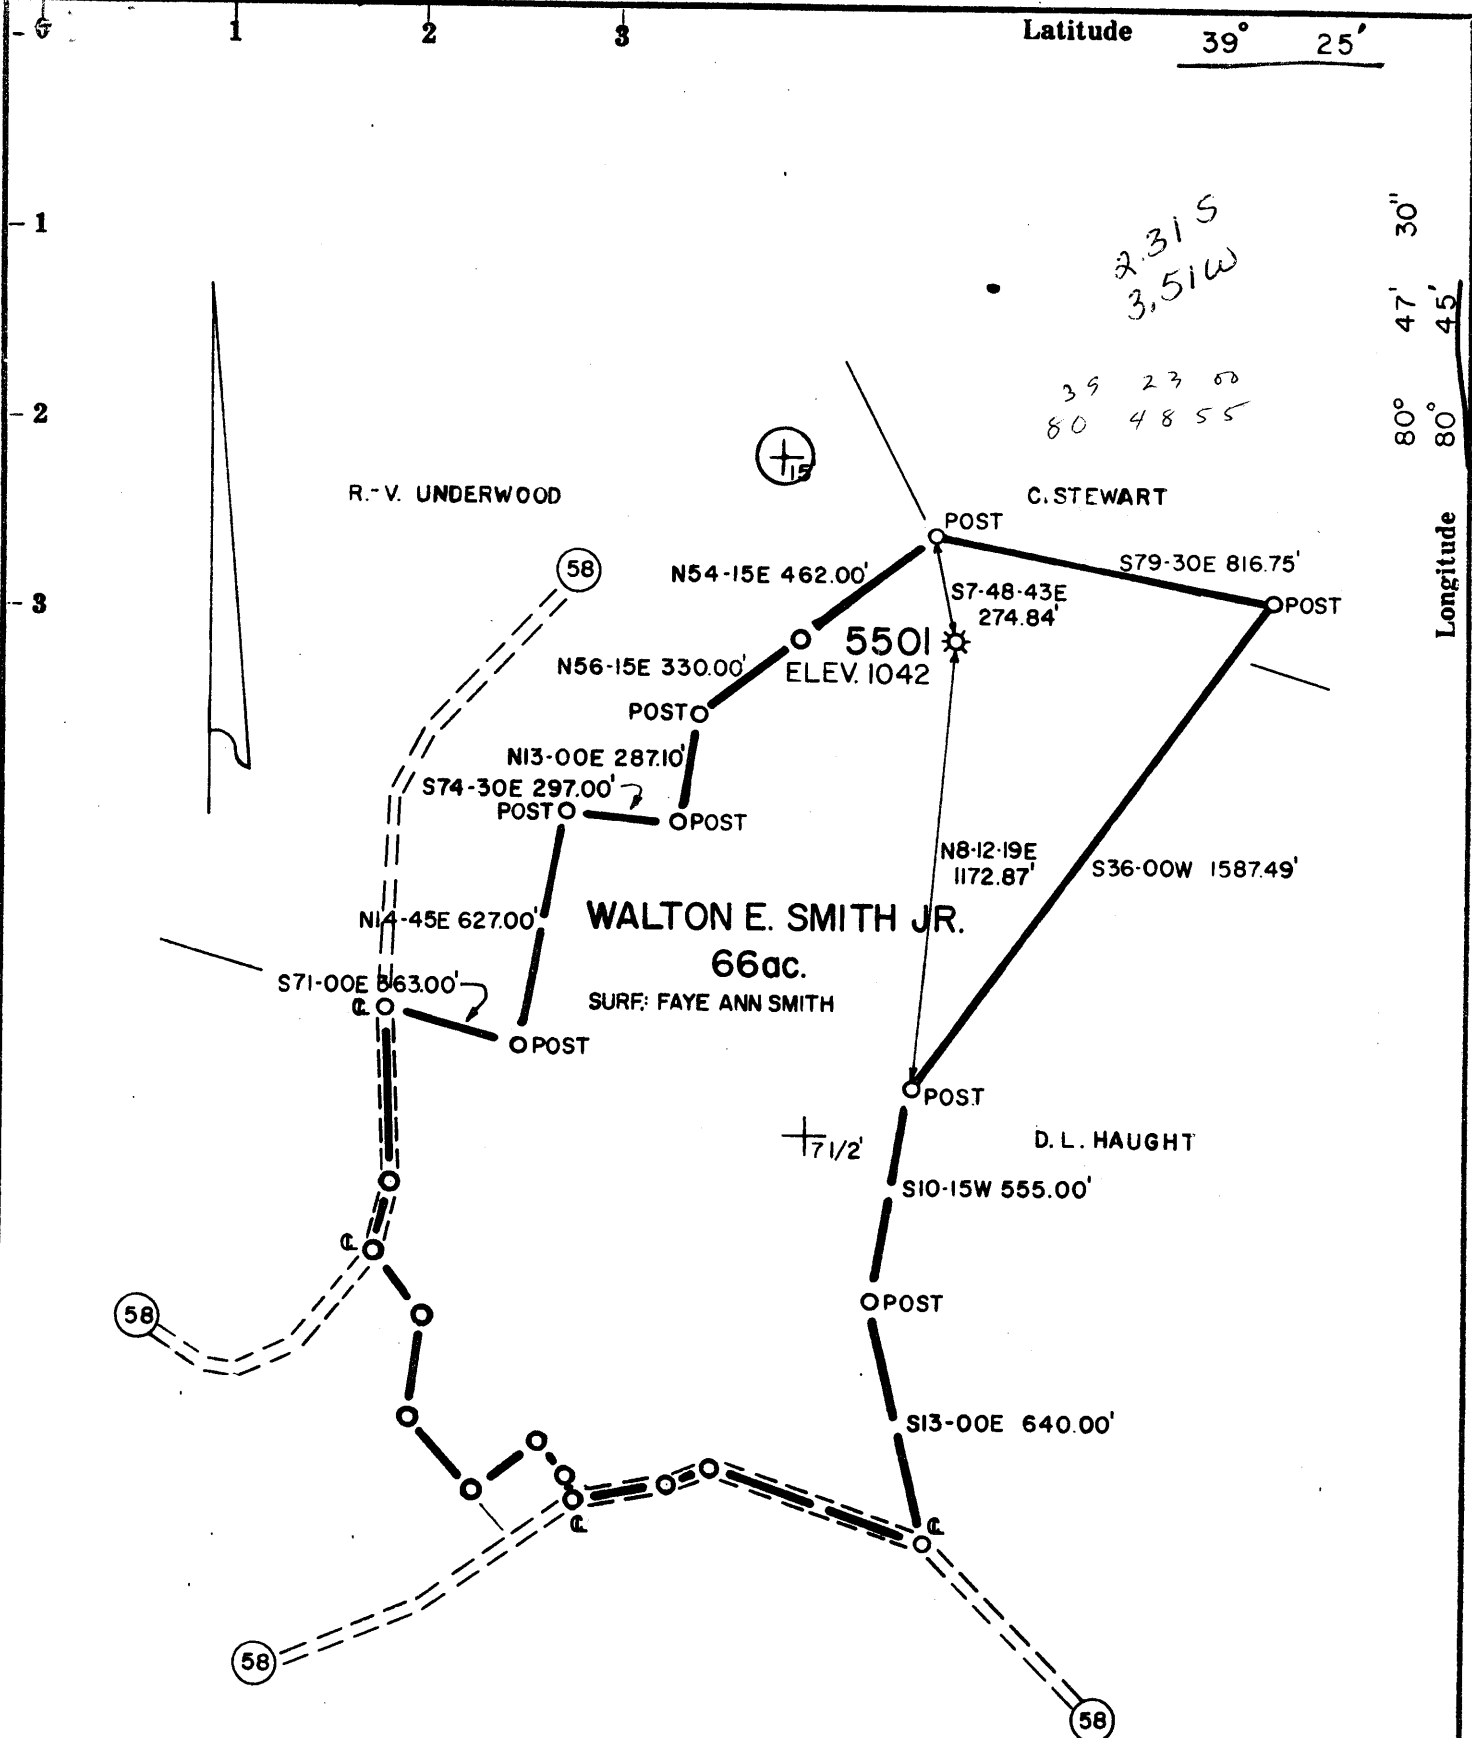 1 2 3 Latitude 39° 25'
- 1
- 2
- 3
30"
80° 47'
80° 45'
Longitude
2.31 S
3.51 W
39 23 00
80 48 55
15'
R.-V. UNDERWOOD
C. STEWART
POST
58
N54-15E 462.00'
S79-30E 816.75'
S7-48-43E
274.84'
POST
5501
ELEV. 1042
N56-15E 330.00'
POST
N13-00E 287.10'
S74-30E 297.00'
POST
POST
N8-12-19E
1172.87'
S36-00W 1587.49'
N14-45E 627.00'
WALTON E. SMITH JR.
66ac.
SURF: FAYE ANN SMITH
S71-00E 363.00'
℄
POST
POST
7 1/2'
D. L. HAUGHT
S10-15W 555.00'
℄
58
POST
S13-00E 640.00'
℄
℄
58
58